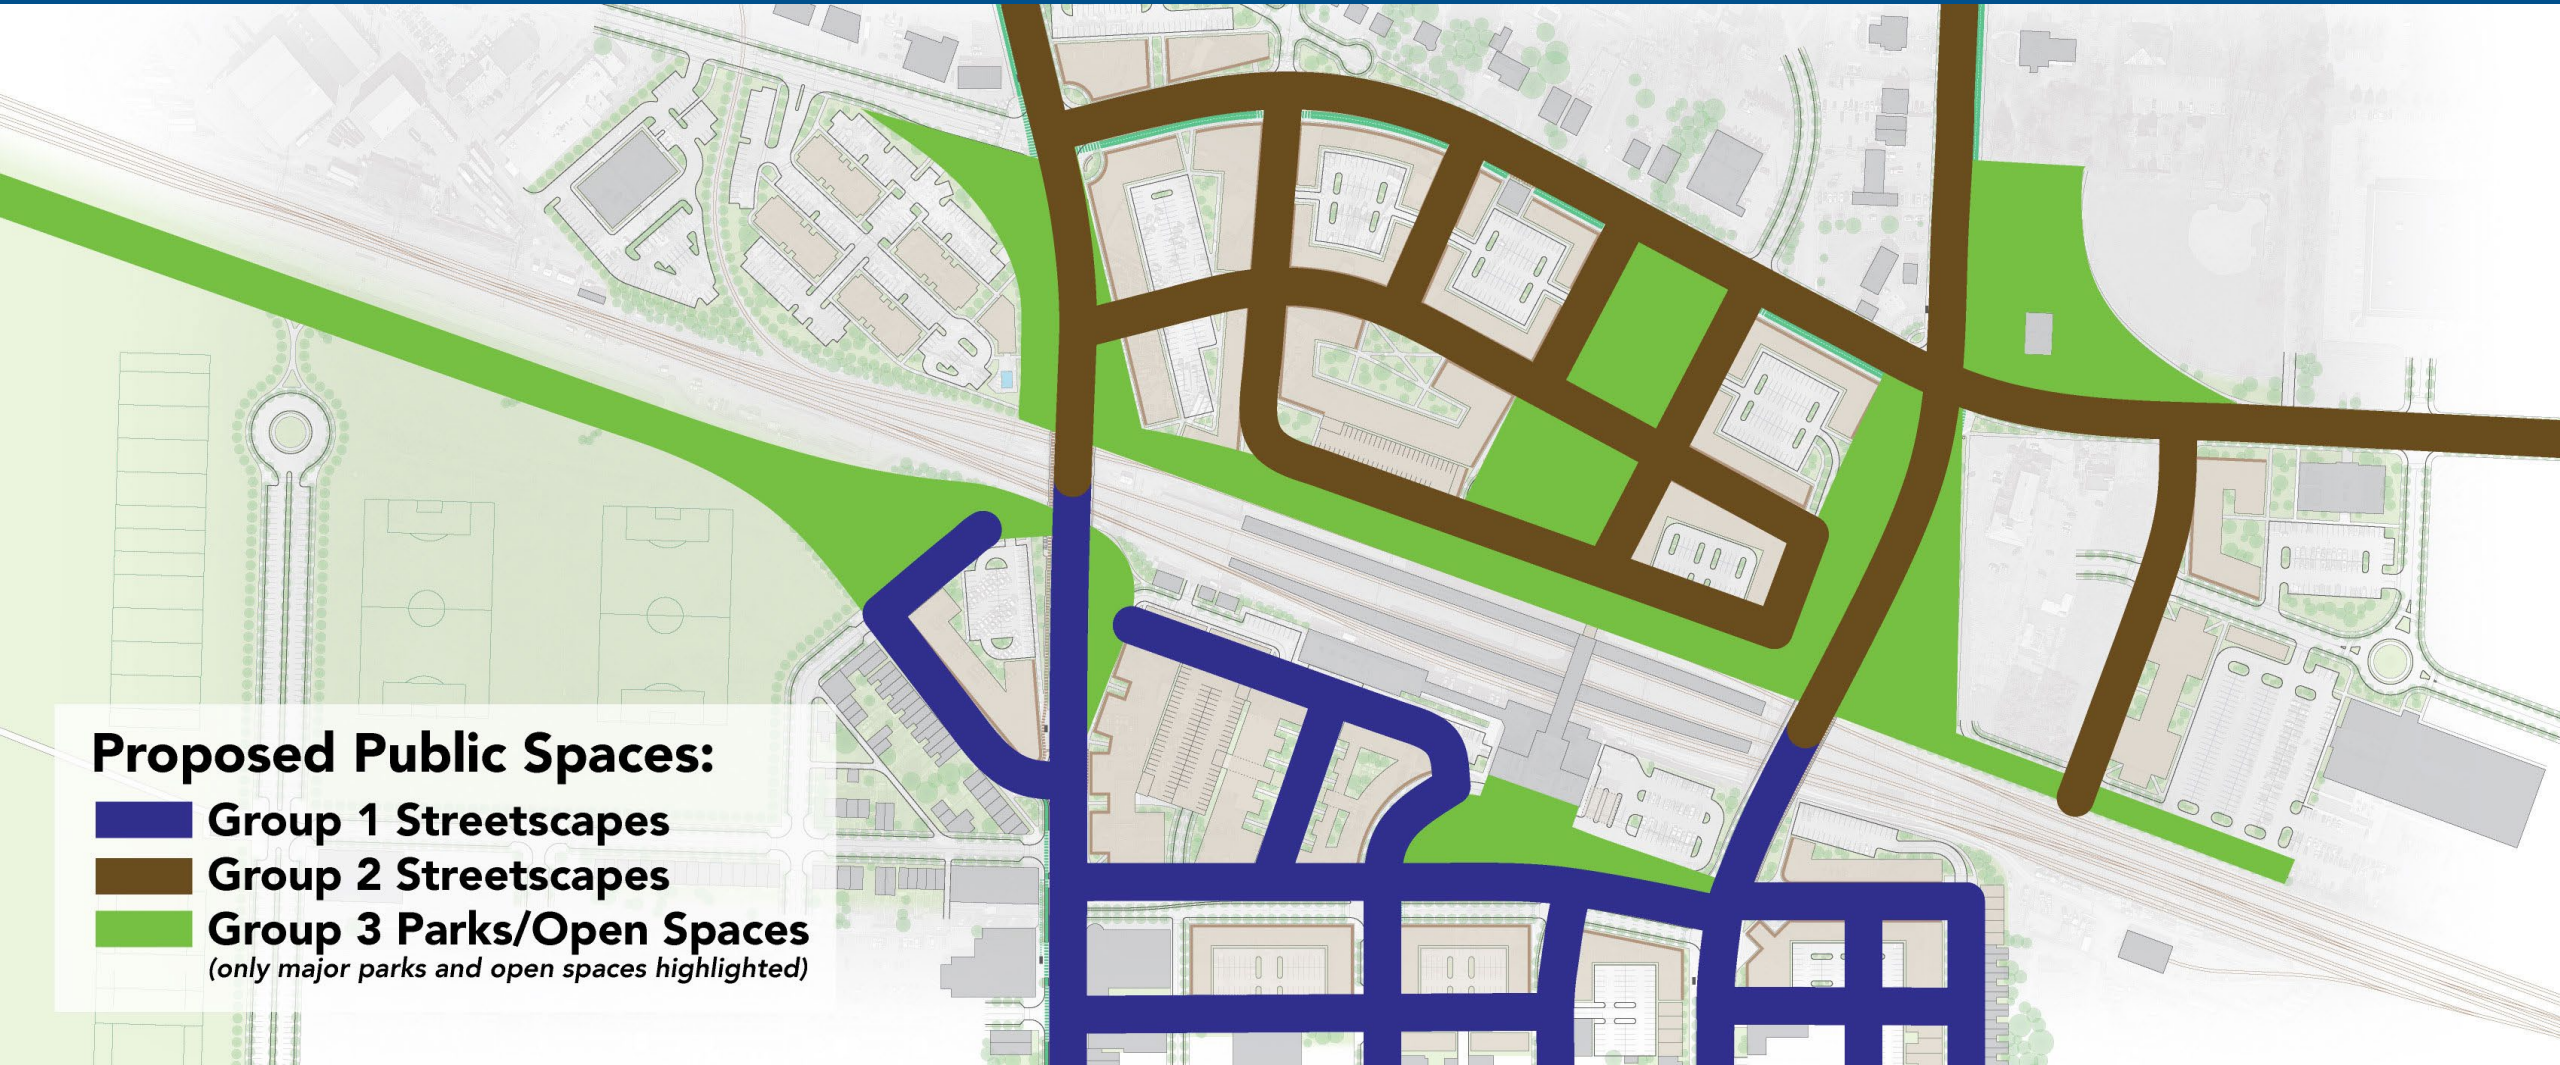 Proposed Public Spaces:
Group 1 Streetscapes
Group 2 Streetscapes
Group 3 Parks/Open Spaces
(only major parks and open spaces highlighted)